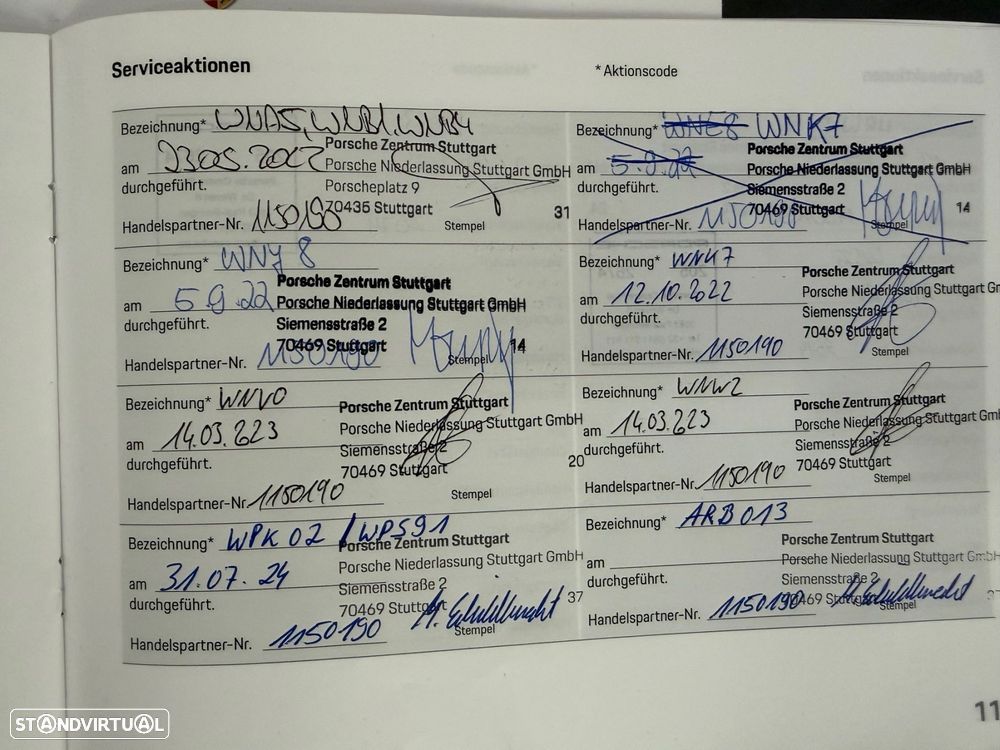 Serviceaktionen
* Aktionscode
Bezeichnung* WNA5, WNB1, WNB4
Porsche Zentrum Stuttgart
am 23.05.2022 Porsche Niederlassung Stuttgart GmbH
durchgeführt. Porscheplatz 9
70435 Stuttgart 31
Handelspartner-Nr. 1150190 Stempel
Bezeichnung* WNE8 WNK7
Porsche Zentrum Stuttgart
am 5.9.22 Porsche Niederlassung Stuttgart GmbH
durchgeführt. Siemensstraße 2
70469 Stuttgart 14
Handelspartner-Nr. 1150190 Stempel
Bezeichnung* WNY8
Porsche Zentrum Stuttgart
am 5.9.22 Porsche Niederlassung Stuttgart GmbH
durchgeführt. Siemensstraße 2
70469 Stuttgart 14
Handelspartner-Nr. 1150190 Stempel
Bezeichnung* WNK7
Porsche Zentrum Stuttgart
am 12.10.2022 Porsche Niederlassung Stuttgart G
durchgeführt. Siemensstraße 2
70469 Stuttgart
Handelspartner-Nr. 1150190 Stempel
Bezeichnung* WNV0
Porsche Zentrum Stuttgart
am 14.03.223 Porsche Niederlassung Stuttgart GmbH
durchgeführt. Siemensstraße 2
70469 Stuttgart 20
Handelspartner-Nr. 1150190 Stempel
Bezeichnung* WNW2
Porsche Zentrum Stuttgart
am 14.03.223 Porsche Niederlassung Stuttgart GmbH
durchgeführt. Siemensstraße 2
70469 Stuttgart
Handelspartner-Nr. 1150190 Stempel
Bezeichnung* WPK02 / WPS91
Porsche Zentrum Stuttgart
am 31.07.24 Porsche Niederlassung Stuttgart GmbH
durchgeführt. Siemensstraße 2
70469 Stuttgart 37
Handelspartner-Nr. 1150190 Stempel
Bezeichnung* ARB013
Porsche Zentrum Stuttgart
am Porsche Niederlassung Stuttgart GmbH
durchgeführt. Siemensstraße 2
70469 Stuttgart 37
Handelspartner-Nr. 1150190 Stempel
11
STANDVIRTUAL